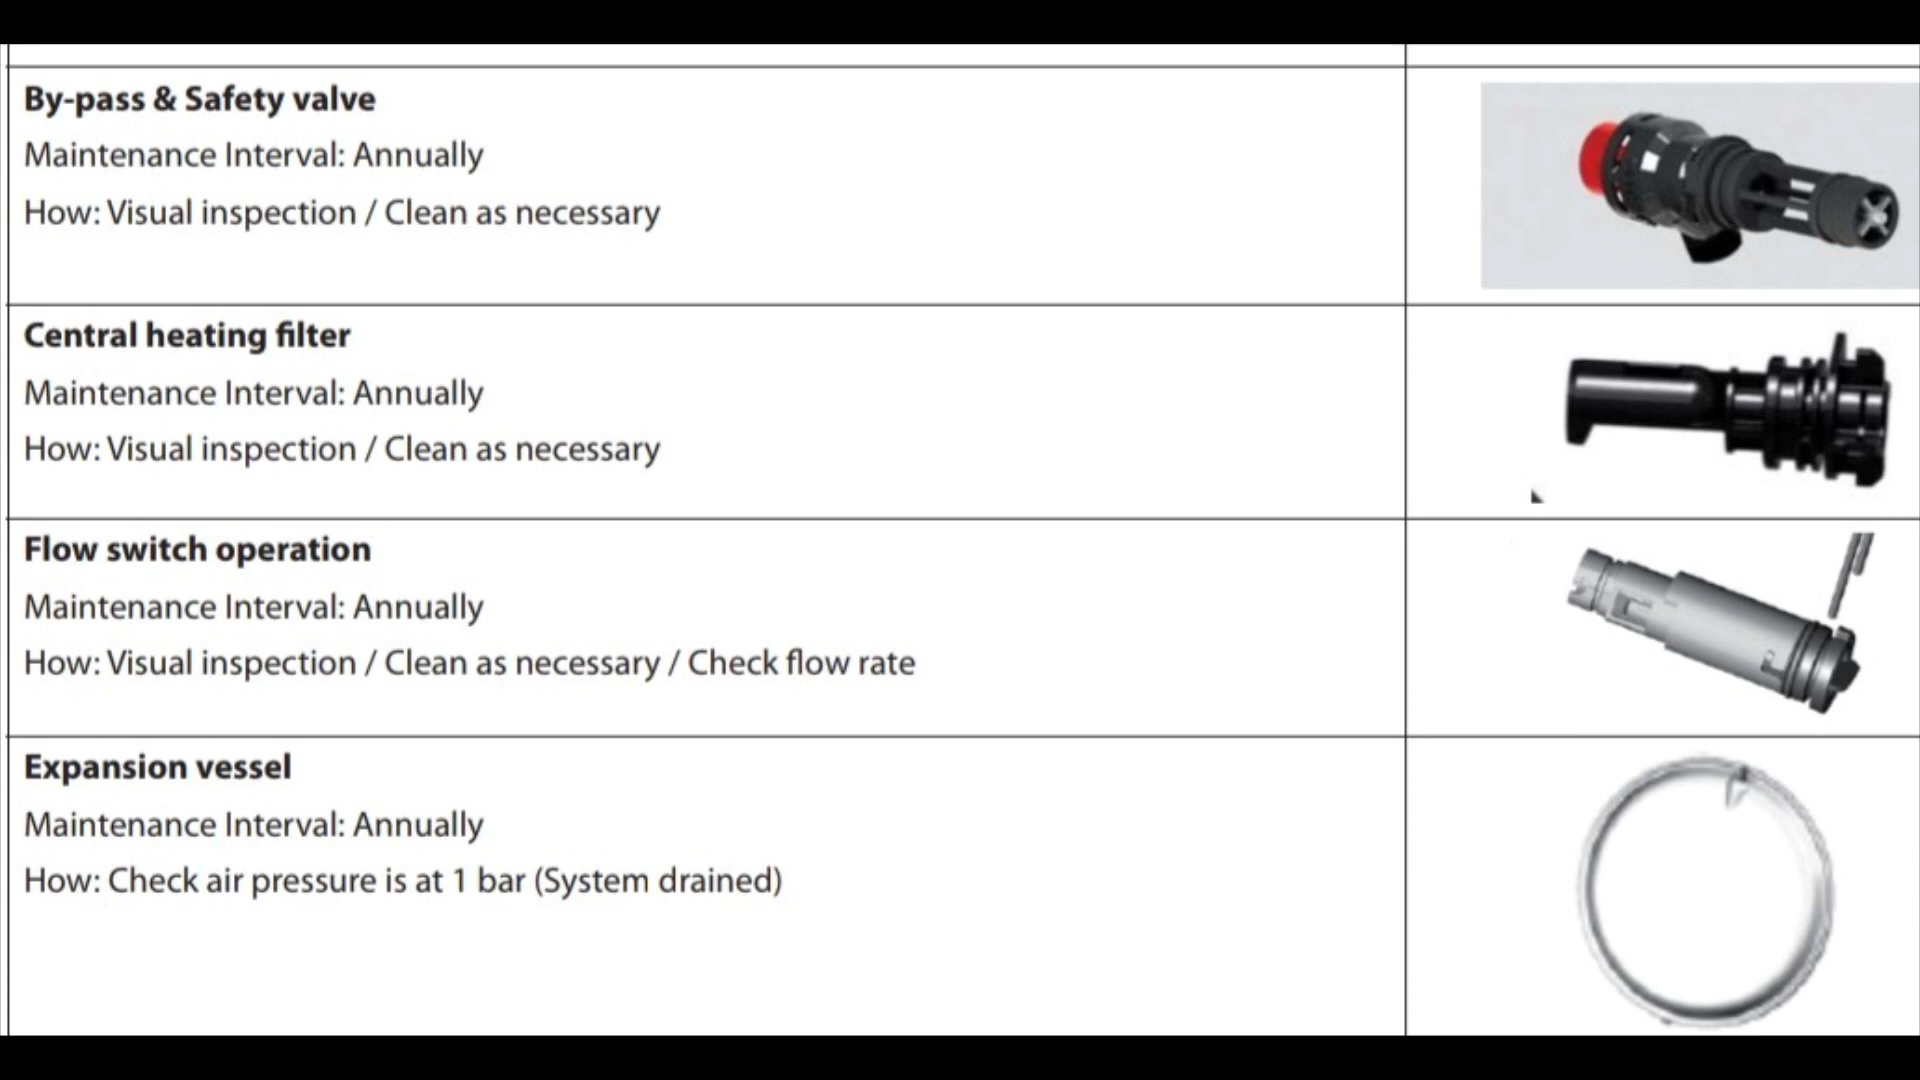 By-pass & Safety valve
Maintenance Interval: Annually
How: Visual inspection / Clean as necessary
Central heating filter
Maintenance Interval: Annually
How: Visual inspection / Clean as necessary
Flow switch operation
Maintenance Interval: Annually
How: Visual inspection / Clean as necessary / Check flow rate
Expansion vessel
Maintenance Interval: Annually
How: Check air pressure is at 1 bar (System drained)